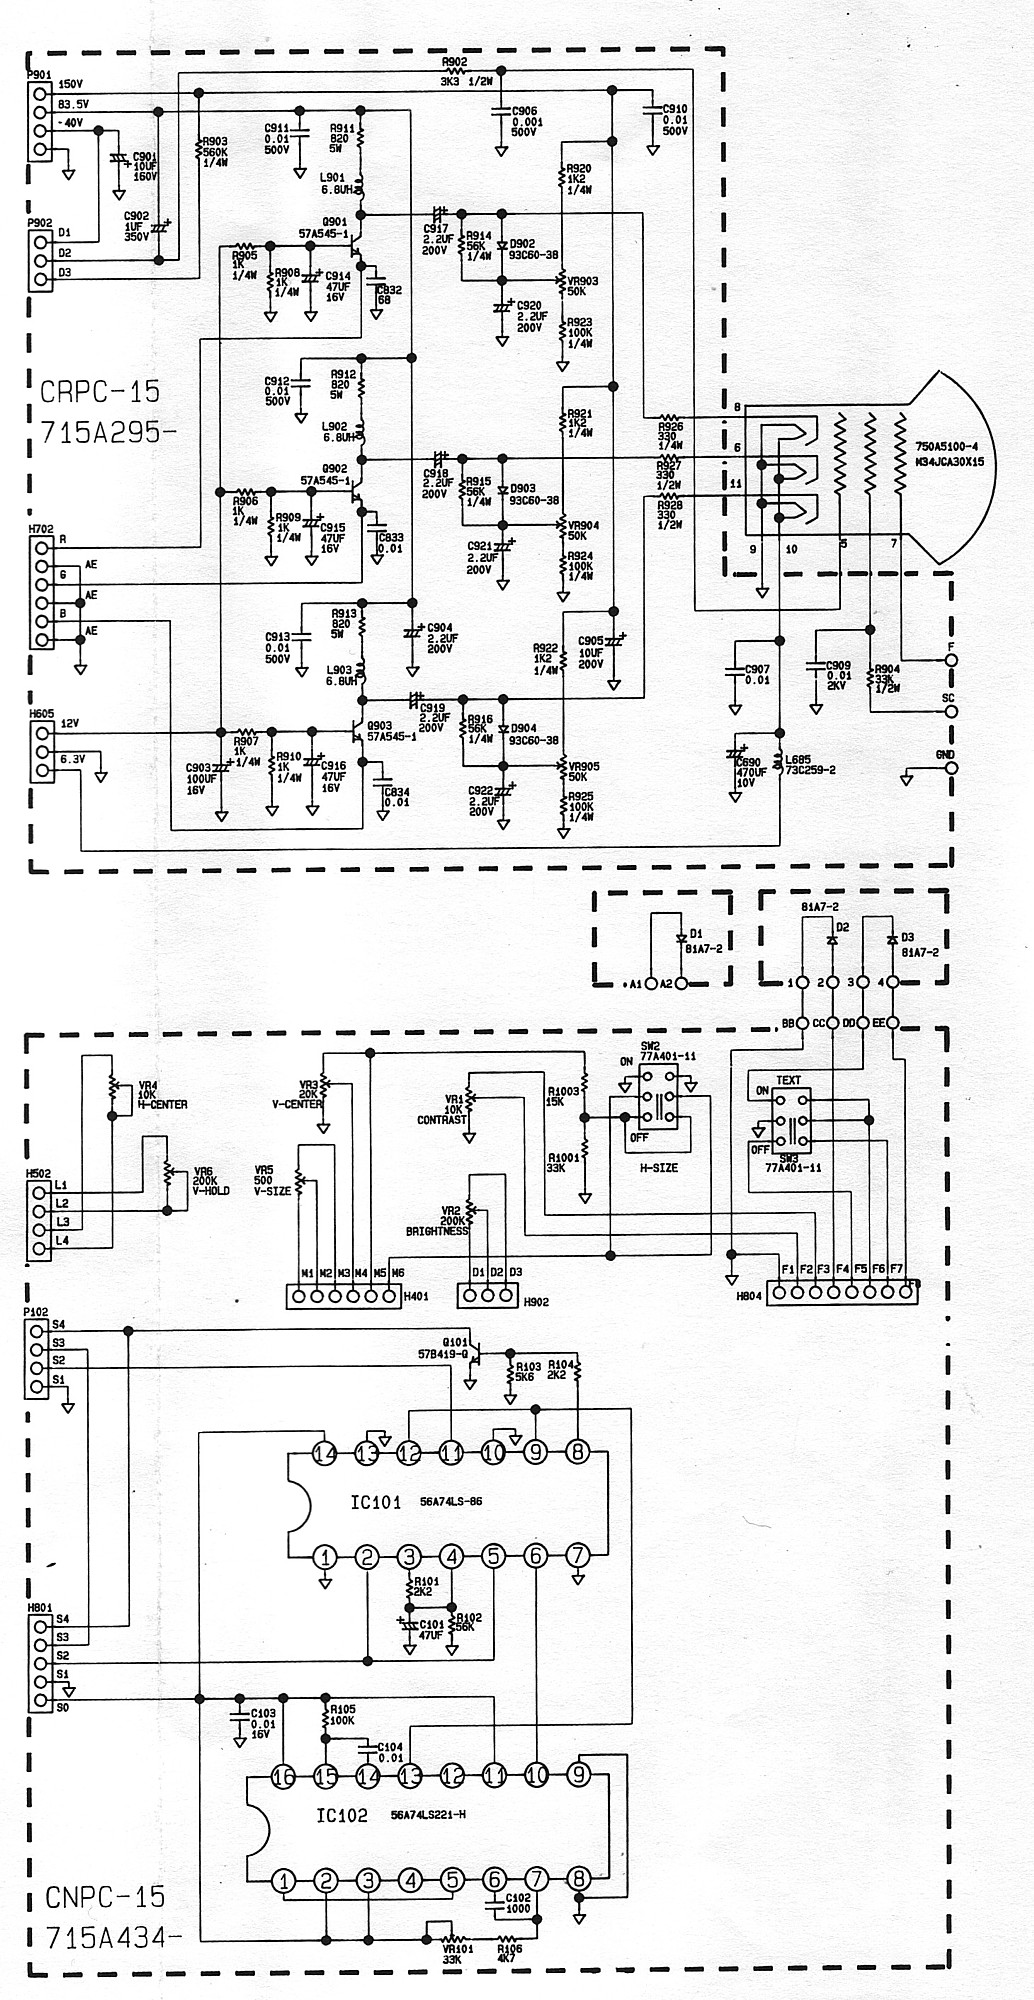 P901
150V
83.5V
-40V
C901
10UF
160V
P902
D1
D2
D3
C902
1UF
350V
R903
560K
1/4W
R902
3K3 1/2W
C906
0.001
500V
C910
0.01
500V
C911
0.01
500V
R911
820
5W
L901
6.8UH
Q901
57A545-1
R905
1K
1/4W
R908
1K
1/4W
C914
47UF
16V
C832
68
C917
2.2UF
200V
R914
56K
1/4W
D902
93C60-38
C920
2.2UF
200V
R920
1K2
1/4W
VR903
50K
R923
100K
1/4W
CRPC-15
715A295-
C912
0.01
500V
R912
820
5W
L902
6.8UH
Q902
57A545-1
R906
1K
1/4W
R909
1K
1/4W
C915
47UF
16V
C833
0.01
C918
2.2UF
200V
R915
56K
1/4W
D903
93C60-38
C921
2.2UF
200V
R921
1K2
1/4W
VR904
50K
R924
100K
1/4W
R926
330
1/4W
R927
330
1/2W
R928
330
1/2W
8
6
11
9
10
5
7
750A5100-4
M34JCA30X15
H702
R
AE
G
AE
B
AE
C913
0.01
500V
R913
820
5W
L903
6.8UH
C904
2.2UF
200V
Q903
57A545-1
H605
12V
6.3V
C903
100UF
16V
R907
1K
1/4W
R910
1K
1/4W
C916
47UF
16V
C834
0.01
C919
2.2UF
200V
R916
56K
1/4W
D904
93C60-38
C922
2.2UF
200V
R922
1K2
1/4W
C905
10UF
200V
VR905
50K
R925
100K
1/4W
C907
0.01
C909
0.01
2KV
R904
33K
1/2W
F
SC
GND
C690
470UF
10V
L685
73C259-2
D1
81A7-2
A1
A2
81A7-2
D2
D3
81A7-2
1
2
3
4
BB
CC
DD
EE
VR4
10K
H-CENTER
VR6
200K
V-HOLD
H502
L1
L2
L3
L4
VR3
20K
V-CENTER
VR5
500
V-SIZE
M1
M2
M3
M4
M5
M6
H401
VR1
10K
CONTRAST
VR2
200K
BRIGHTNESS
D1
D2
D3
H902
R1003
15K
R1001
33K
SW2
77A401-11
ON
OFF
H-SIZE
TEXT
ON
OFF
SW3
77A401-11
H804
F1
F2
F3
F4
F5
F6
F7
F8
P102
S4
S3
S2
S1
Q101
57B419-Q
R103
5K6
R104
2K2
14
13
12
11
10
9
8
IC101
56A74LS-86
1
2
3
4
5
6
7
R101
2K2
C101
47UF
R102
56K
H801
S4
S3
S2
S1
S0
C103
0.01
16V
R105
100K
C104
0.01
16
15
14
13
12
11
10
9
IC102
56A74LS221-H
1
2
3
4
5
6
7
8
C102
1000
VR101
33K
R106
4K7
CNPC-15
715A434-